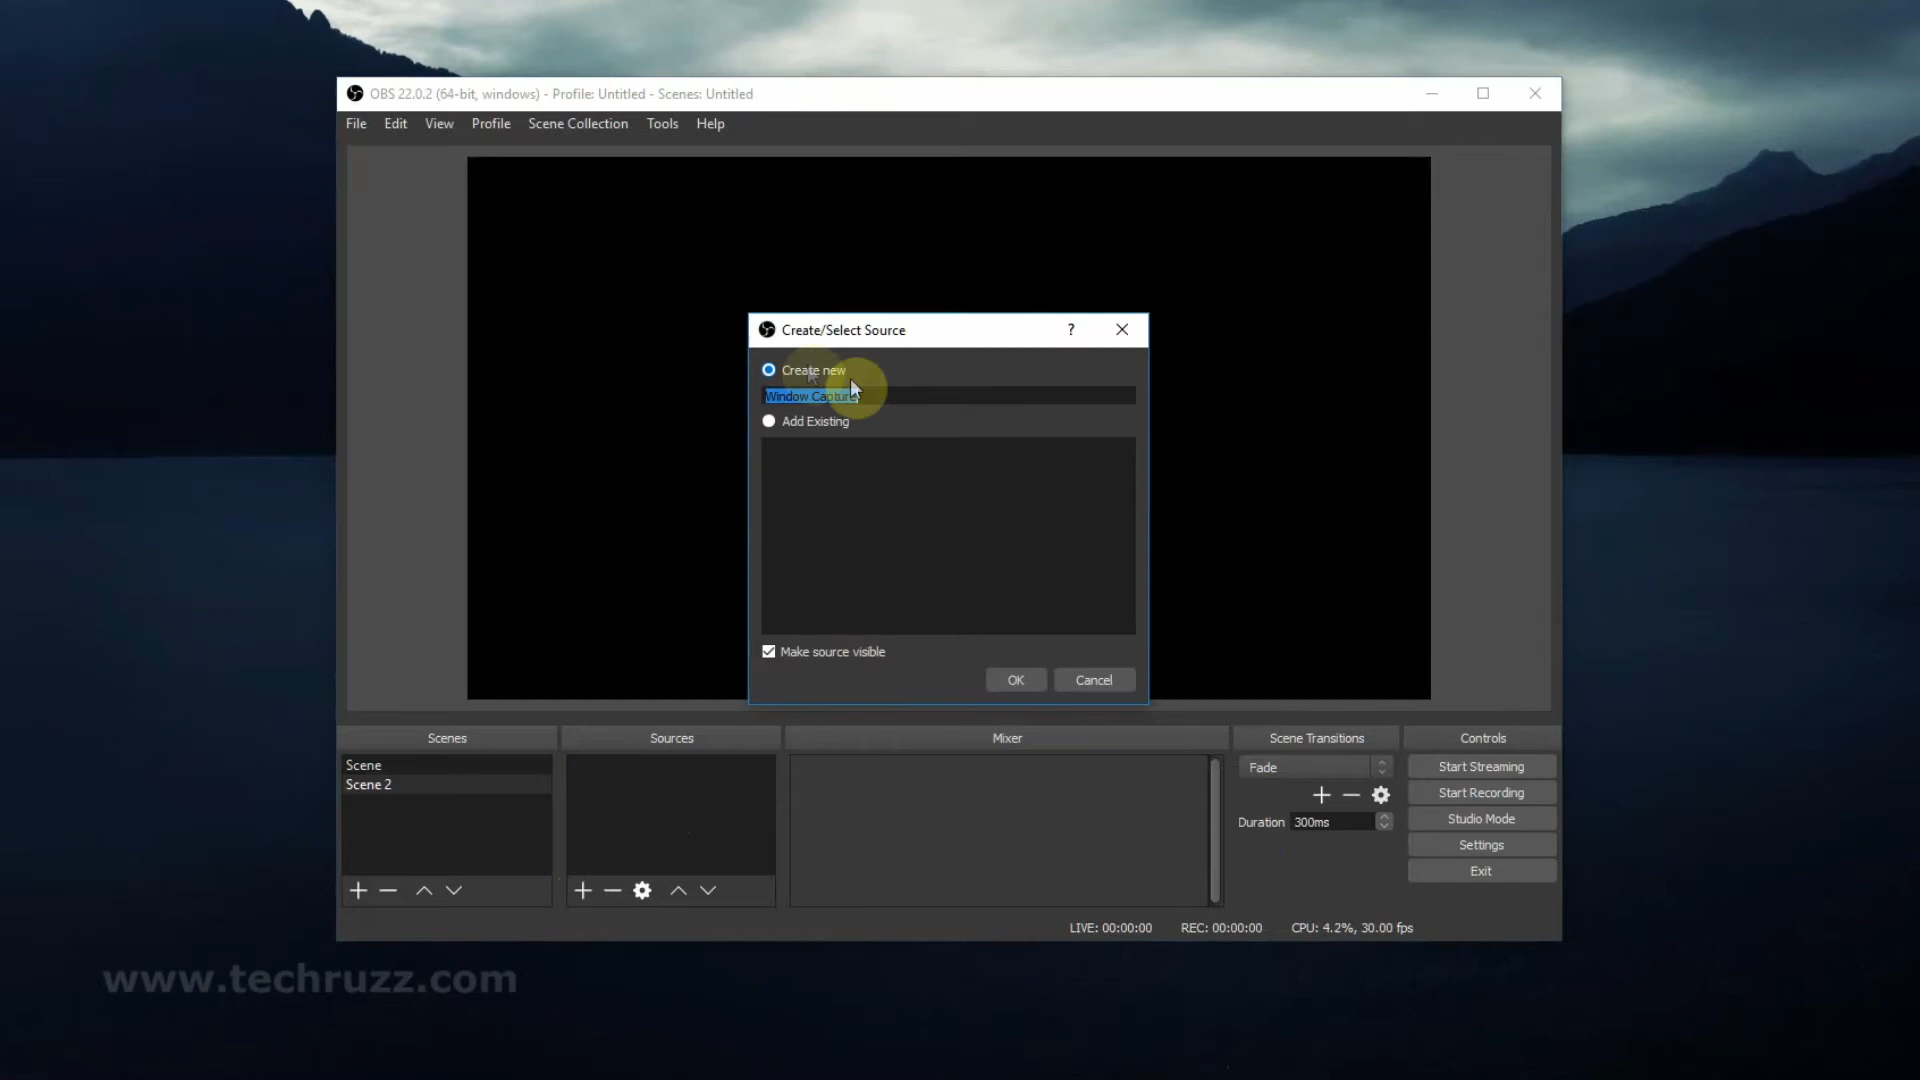 OBS 22.0.2 (64-bit, windows) - Profile: Untitled - Scenes: Untitled
File Edit View Profile Scene Collection Tools Help
Create/Select Source ?
Create new
Window Capture
Add Existing
Make source visible
OK Cancel
Scenes Sources Mixer Scene Transitions Controls
Scene
Scene 2
Fade
Duration 300ms
Start Streaming
Start Recording
Studio Mode
Settings
Exit
LIVE: 00:00:00 REC: 00:00:00 CPU: 4.2%, 30.00 fps
www.techruzz.com